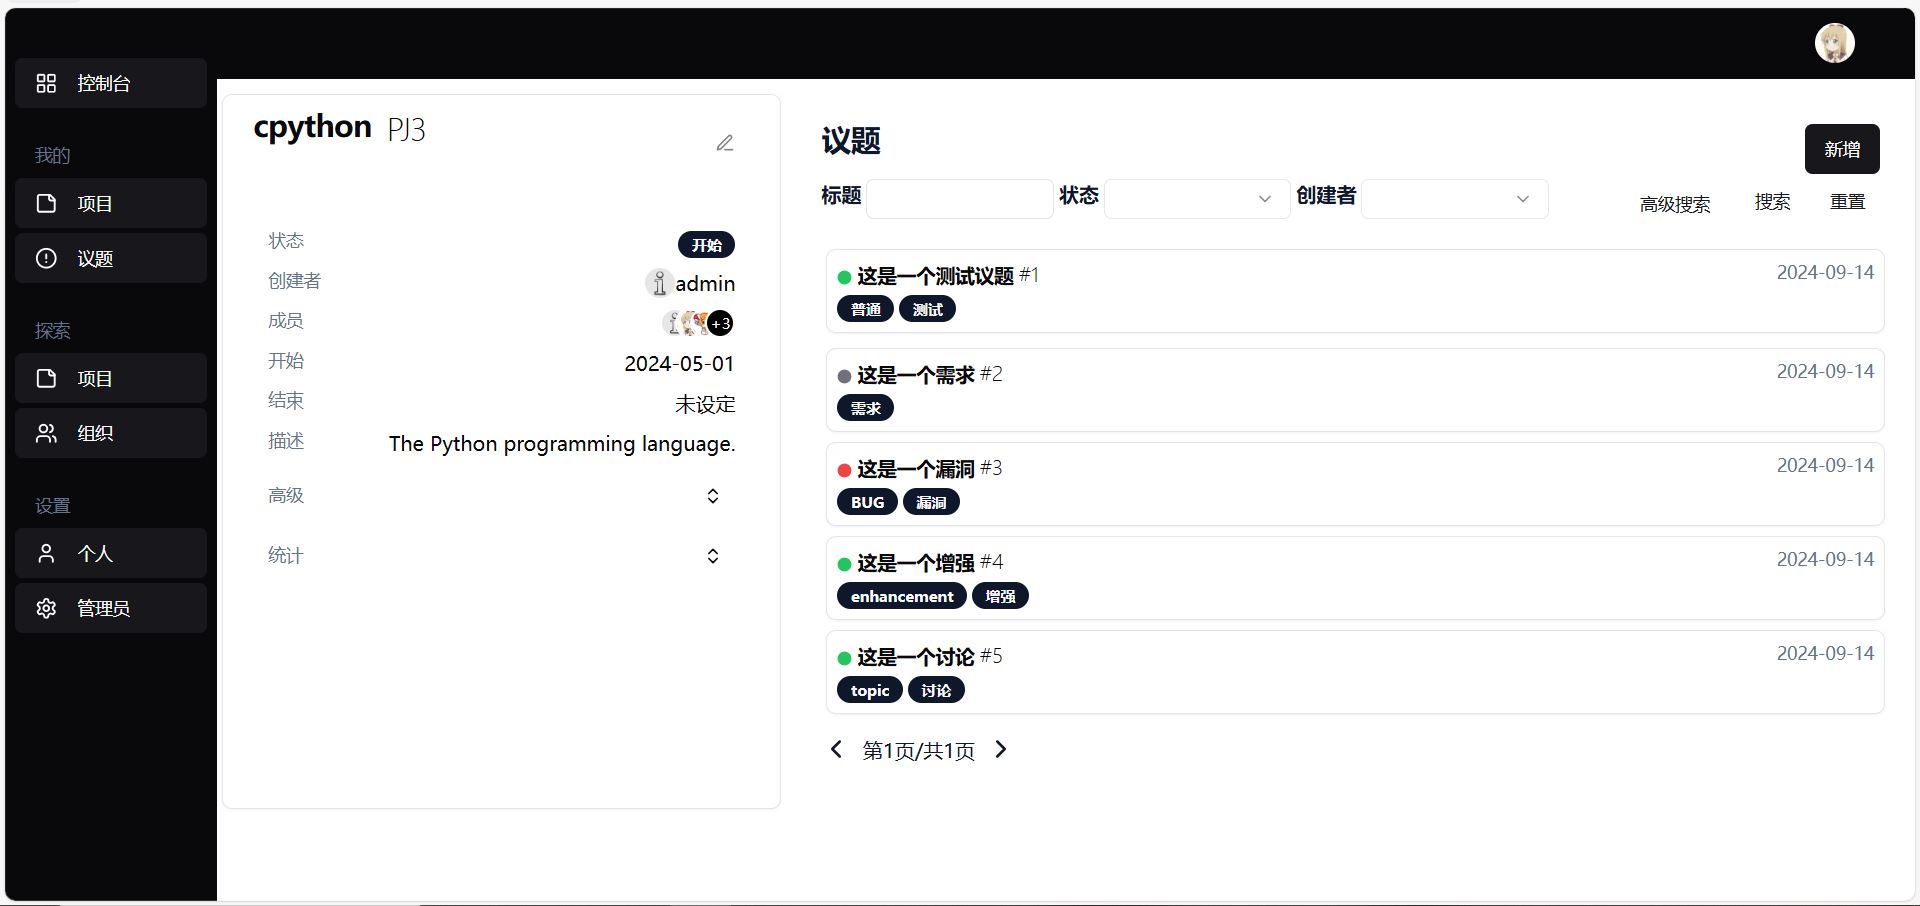 控制台
我的
项目
议题
探索
项目
组织
设置
个人
管理员
cpython PJ3
状态 开始
创建者 admin
成员 +3
开始 2024-05-01
结束 未设定
描述 The Python programming language.
高级
统计
议题
新增
标题 状态 创建者 高级搜索 搜索 重置
这是一个测试议题 #1 2024-09-14
普通 测试
这是一个需求 #2 2024-09-14
需求
这是一个漏洞 #3 2024-09-14
BUG 漏洞
这是一个增强 #4 2024-09-14
enhancement 增强
这是一个讨论 #5 2024-09-14
topic 讨论
第1页/共1页